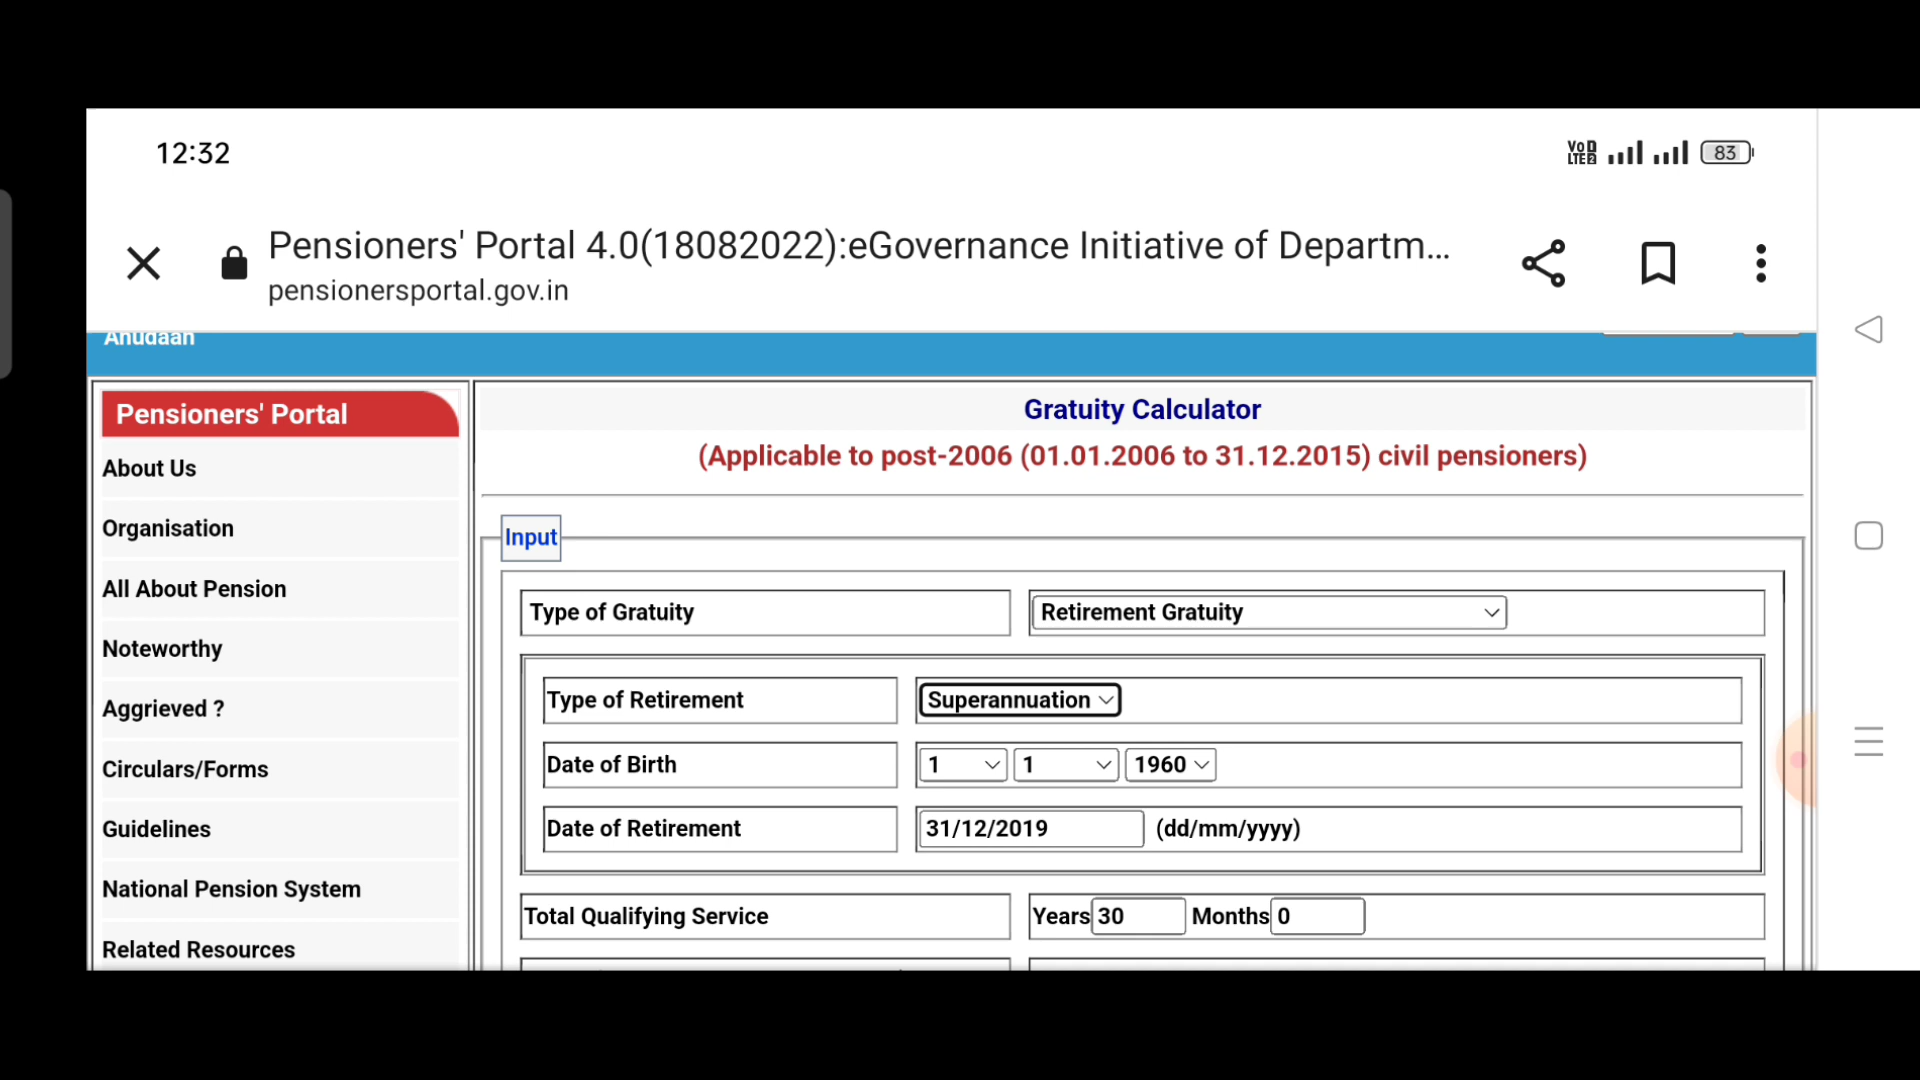 12:32
Vo D
LTE 2
83
Pensioners' Portal 4.0(18082022):eGovernance Initiative of Departm...
pensionersportal.gov.in
Anudaan
Pensioners' Portal
About Us
Organisation
All About Pension
Noteworthy
Aggrieved ?
Circulars/Forms
Guidelines
National Pension System
Related Resources
Gratuity Calculator
(Applicable to post-2006 (01.01.2006 to 31.12.2015) civil pensioners)
Input
Type of Gratuity Retirement Gratuity
Type of Retirement Superannuation
Date of Birth 1 1 1960
Date of Retirement 31/12/2019 (dd/mm/yyyy)
Total Qualifying Service Years 30 Months 0